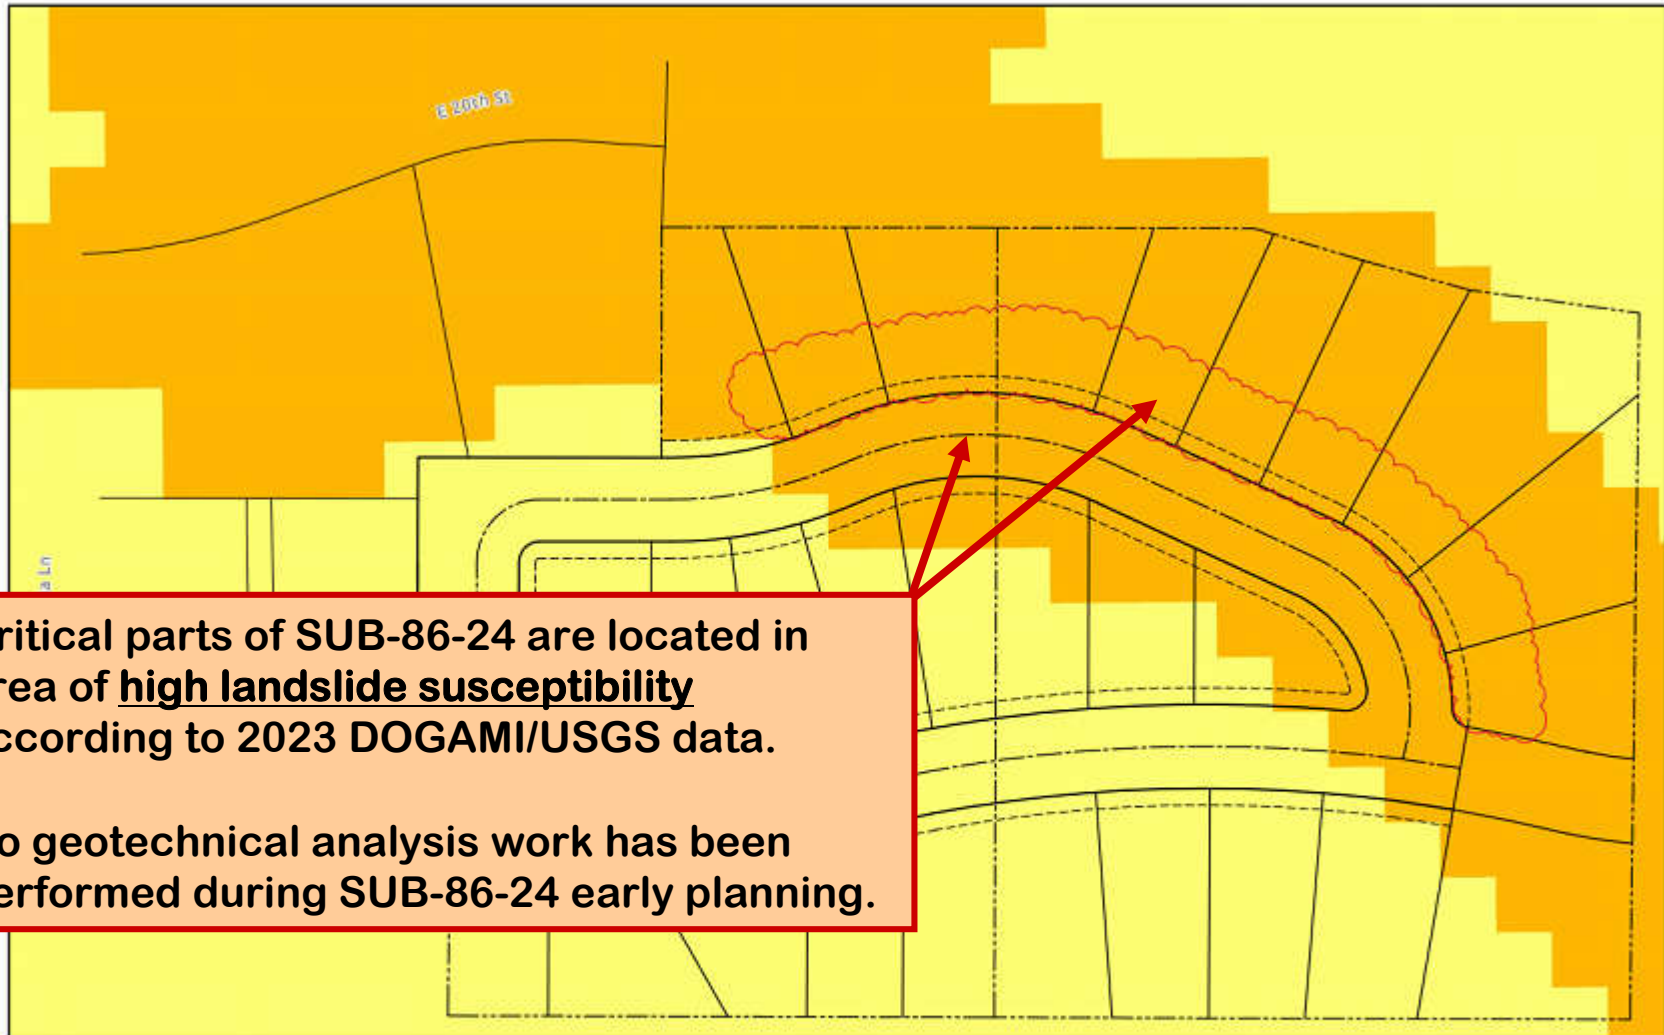 E 20th St
a Ln
ritical parts of SUB-86-24 are located in
rea of high landslide susceptibility
ccording to 2023 DOGAMI/USGS data.
o geotechnical analysis work has been
erformed during SUB-86-24 early planning.